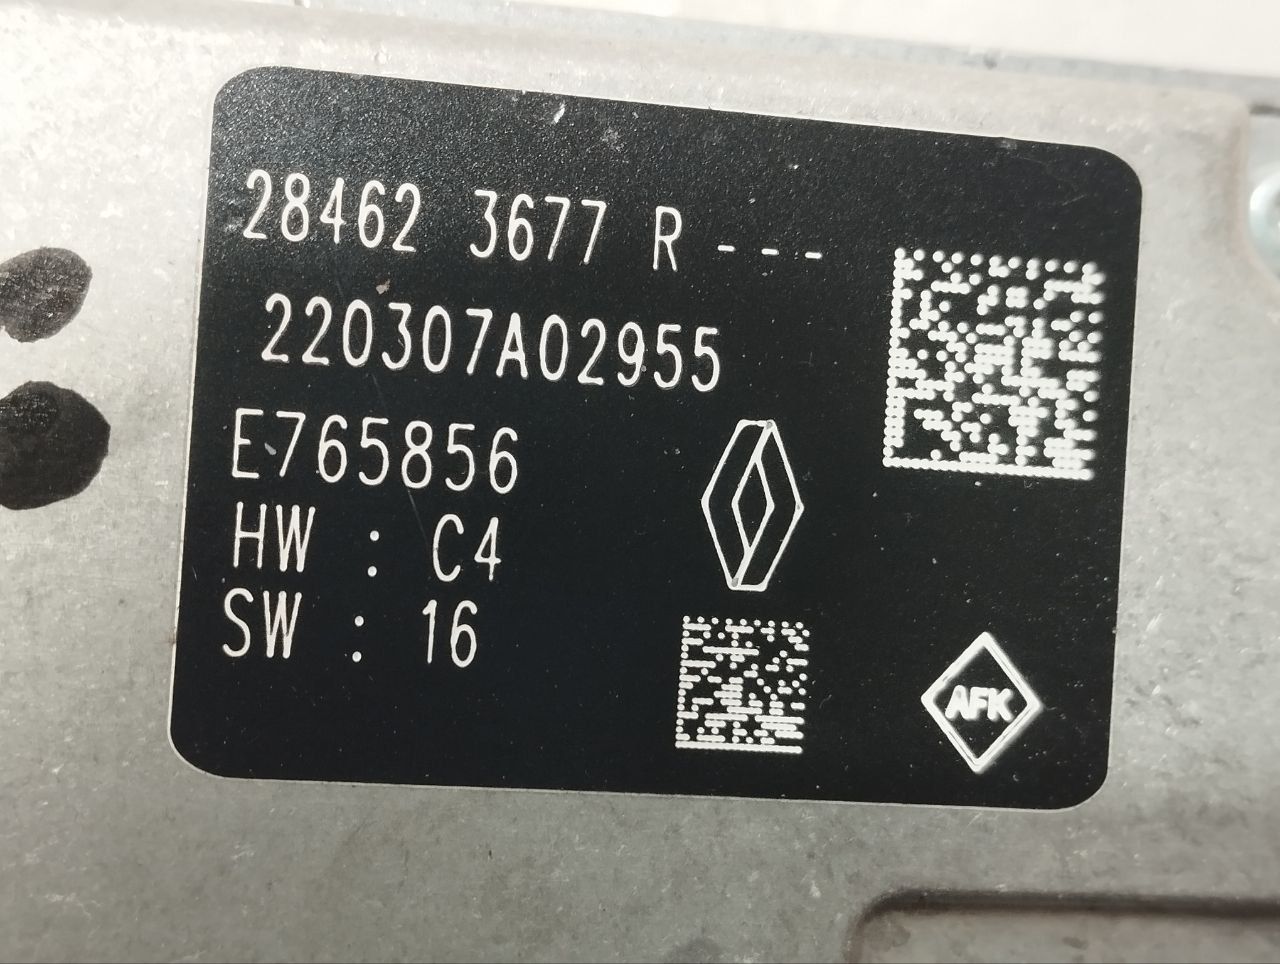 28462 3677 R - - -
220307A02955
E765856
HW : C4
SW : 16
AFK